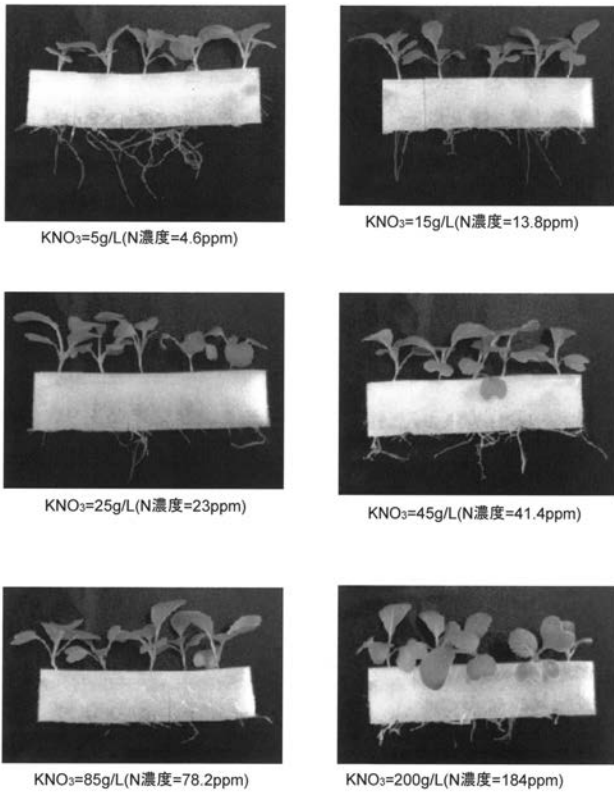 KNO₃=5g/L(N濃度=4.6ppm)
KNO₃=15g/L(N濃度=13.8ppm)
KNO₃=25g/L(N濃度=23ppm)
KNO₃=45g/L(N濃度=41.4ppm)
KNO₃=85g/L(N濃度=78.2ppm)
KNO₃=200g/L(N濃度=184ppm)